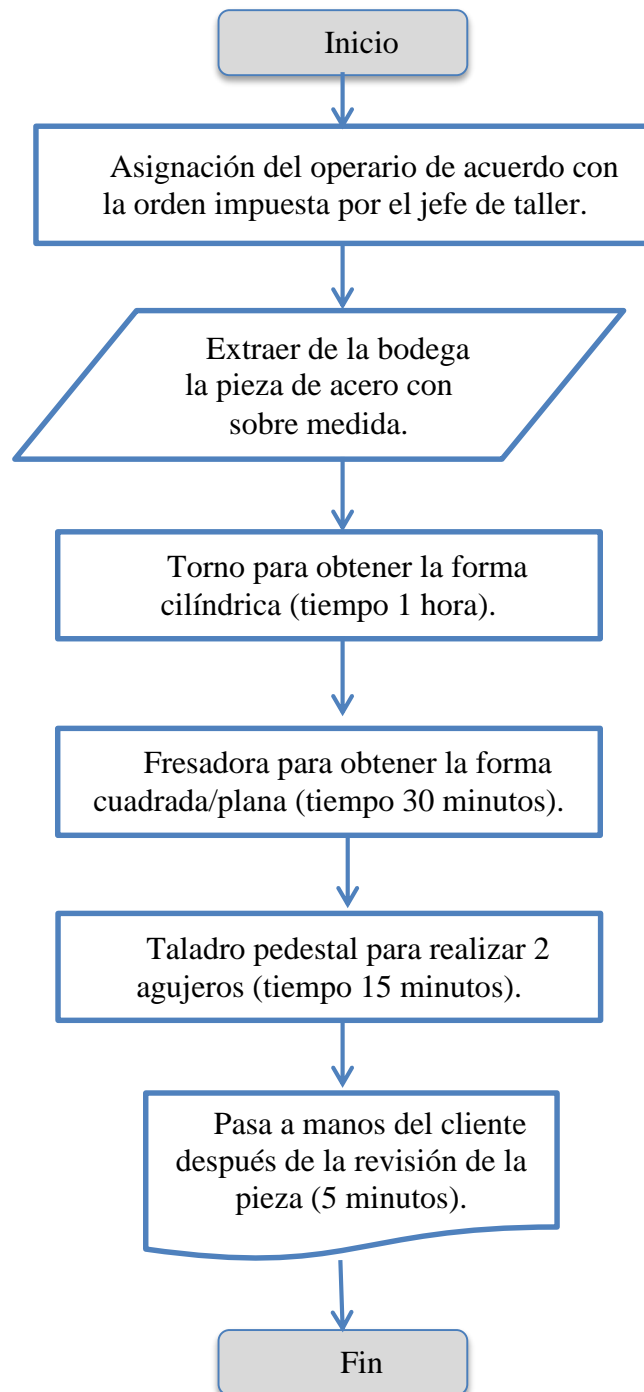 Inicio
Asignación del operario de acuerdo con
la orden impuesta por el jefe de taller.
Extraer de la bodega
la pieza de acero con
sobre medida.
Torno para obtener la forma
cilíndrica (tiempo 1 hora).
Fresadora para obtener la forma
cuadrada/plana (tiempo 30 minutos).
Taladro pedestal para realizar 2
agujeros (tiempo 15 minutos).
Pasa a manos del cliente
después de la revisión de la
pieza (5 minutos).
Fin